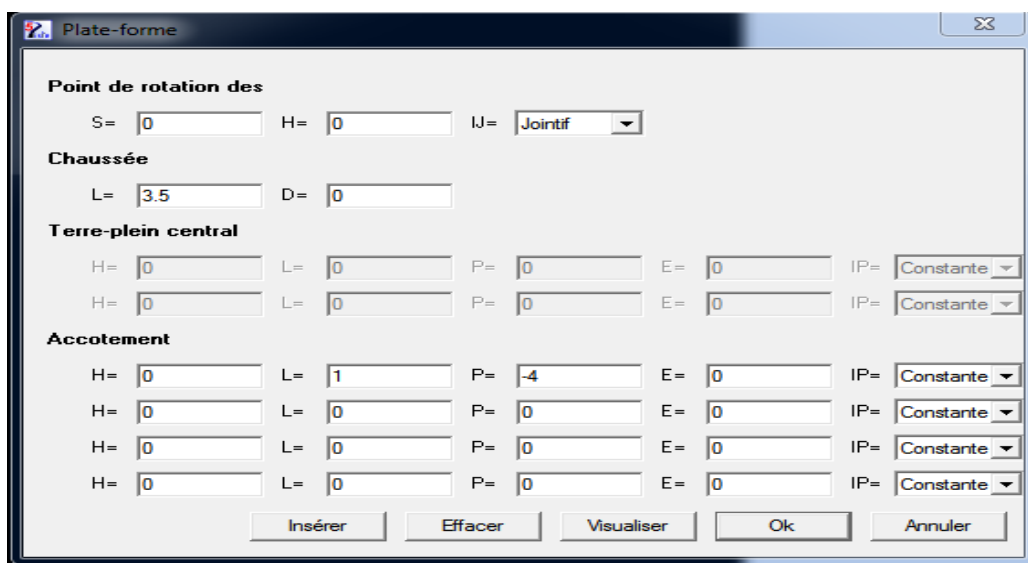 Plate-forme
Point de rotation des
S= 0 H= 0 IJ= Jointif
Chaussée
L= 3.5 D= 0
Terre-plein central
H= 0 L= 0 P= 0 E= 0 IP= Constante
H= 0 L= 0 P= 0 E= 0 IP= Constante
Accotement
H= 0 L= 1 P= -4 E= 0 IP= Constante
H= 0 L= 0 P= 0 E= 0 IP= Constante
H= 0 L= 0 P= 0 E= 0 IP= Constante
H= 0 L= 0 P= 0 E= 0 IP= Constante
Insérer Effacer Visualiser Ok Annuler